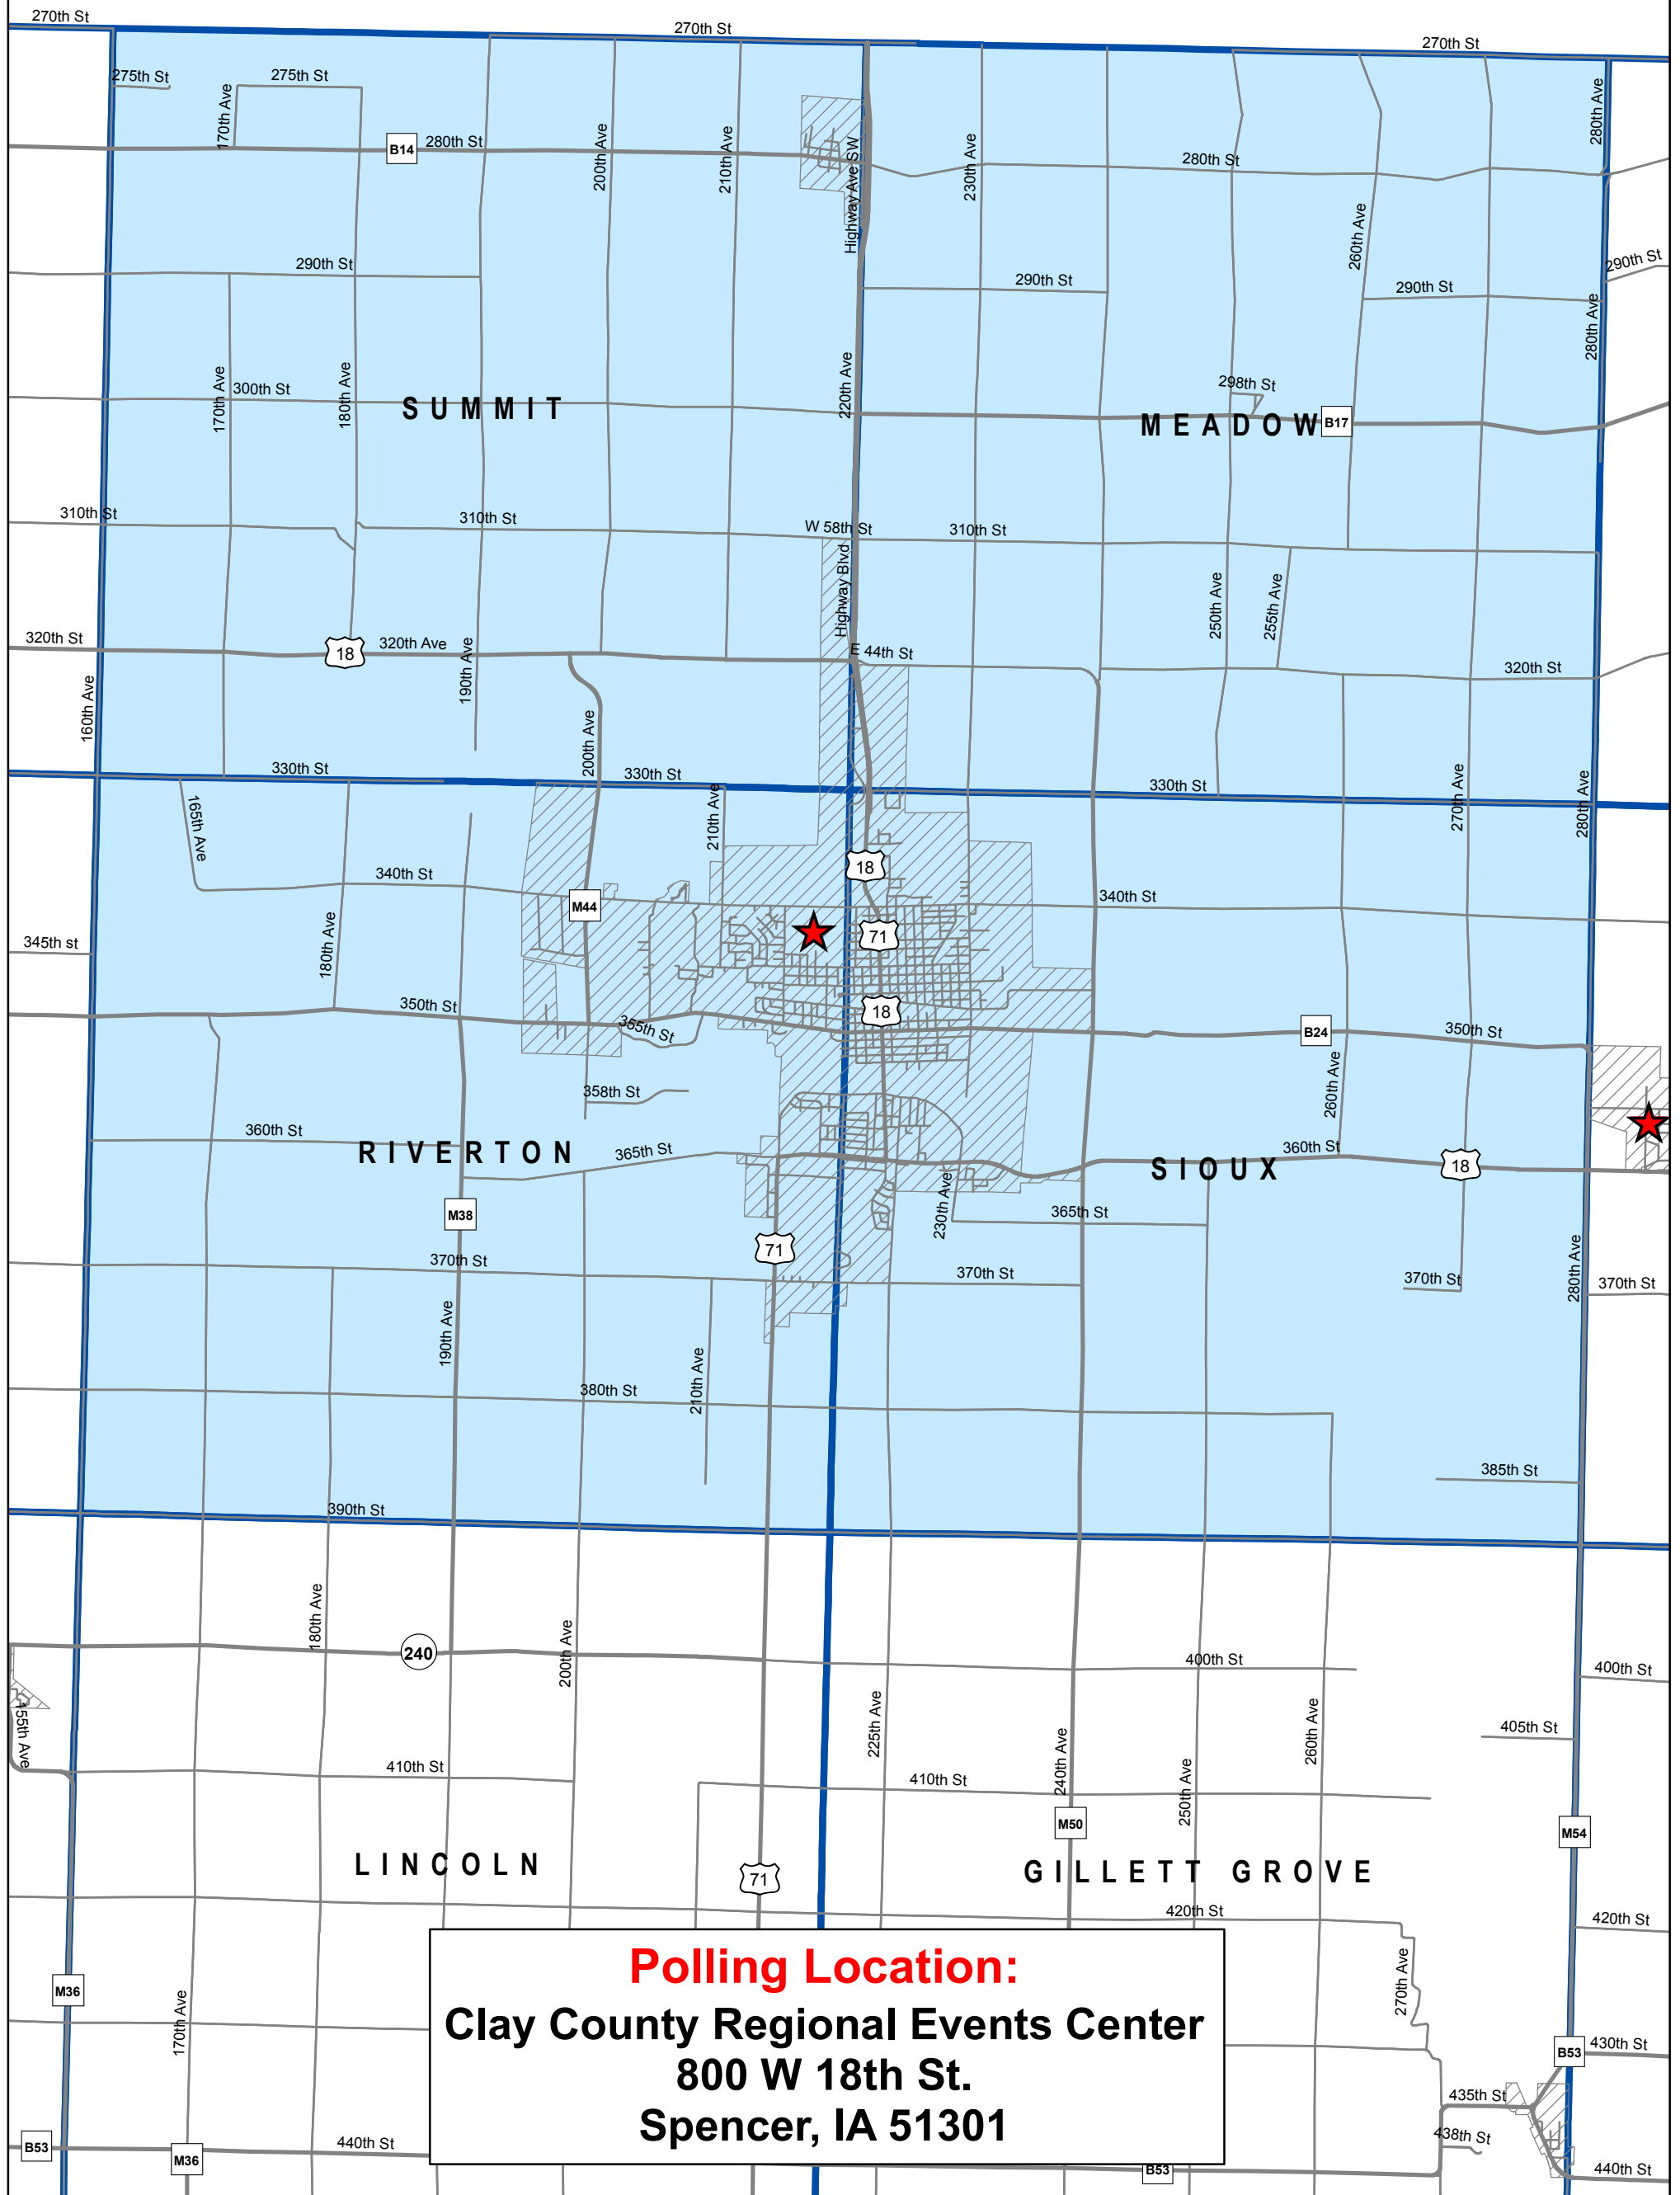 270th St
270th St
270th St
275th St
275th St
170th Ave
B14
280th St
200th Ave
210th Ave
Highway Ave SW
230th Ave
280th St
280th Ave
260th Ave
290th St
290th St
290th St
290th St
280th Ave
170th Ave
300th St
180th Ave
SUMMIT
220th Ave
298th St
MEADOW
B17
310th St
310th St
W 58th St
310th St
Highway Blvd
250th Ave
255th Ave
320th St
18
320th Ave
190th Ave
E 44th St
320th St
160th Ave
200th Ave
330th St
330th St
330th St
165th Ave
210th Ave
270th Ave
280th Ave
18
340th St
M44
340th St
71
345th st
180th Ave
350th St
355th St
18
B24
350th St
260th Ave
358th St
360th St
RIVERTON
365th St
360th St
SIOUX
18
M38
230th Ave
365th St
71
370th St
370th St
370th St
280th Ave
370th St
190th Ave
210th Ave
380th St
385th St
390th St
180th Ave
240
200th Ave
400th St
400th St
155th Ave
225th Ave
240th Ave
260th Ave
405th St
410th St
410th St
250th Ave
M50
M54
LINCOLN
71
GILLETT GROVE
420th St
420th St
M36
170th Ave
270th Ave
Polling Location:
Clay County Regional Events Center
800 W 18th St.
Spencer, IA 51301
B53
430th St
435th St
438th St
B53
M36
440th St
B53
440th St